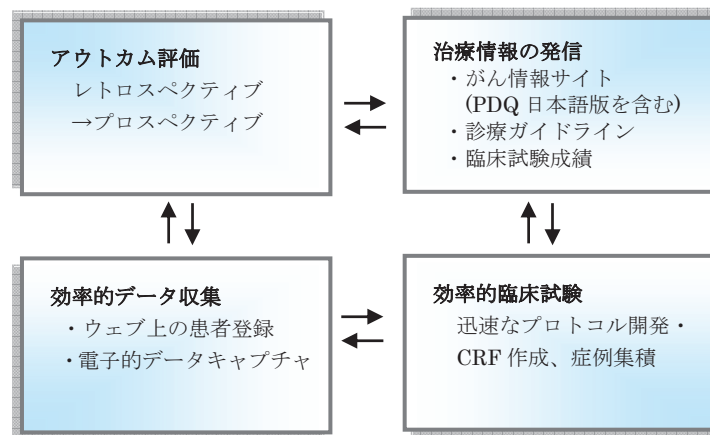 アウトカム評価
レトロスペクティブ
→プロスペクティブ
治療情報の発信
・がん情報サイト
(PDQ 日本語版を含む)
・診療ガイドライン
・臨床試験成績
効率的データ収集
・ウェブ上の患者登録
・電子的データキャプチャ
効率的臨床試験
迅速なプロトコル開発・
CRF 作成、症例集積